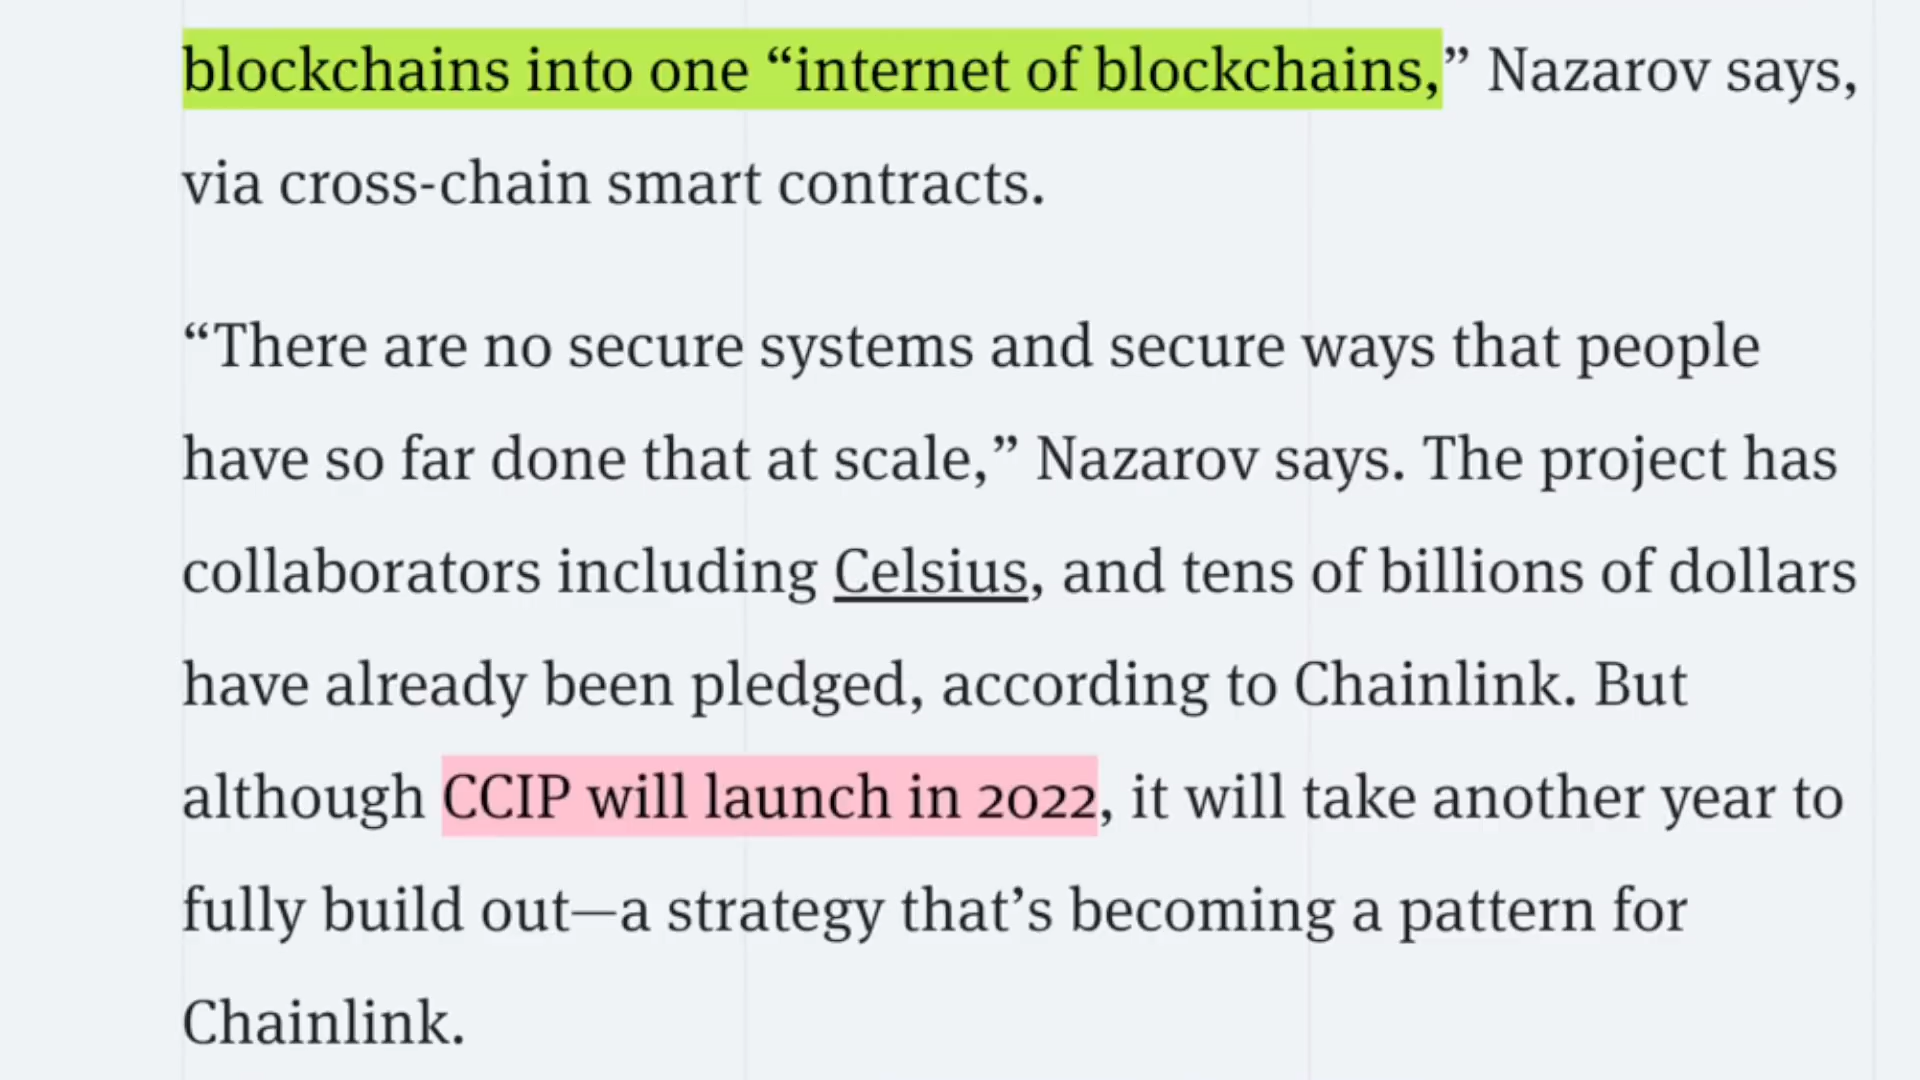 blockchains into one “internet of blockchains,” Nazarov says,
via cross-chain smart contracts.
“There are no secure systems and secure ways that people
have so far done that at scale,” Nazarov says. The project has
collaborators including Celsius, and tens of billions of dollars
have already been pledged, according to Chainlink. But
although CCIP will launch in 2022, it will take another year to
fully build out—a strategy that’s becoming a pattern for
Chainlink.